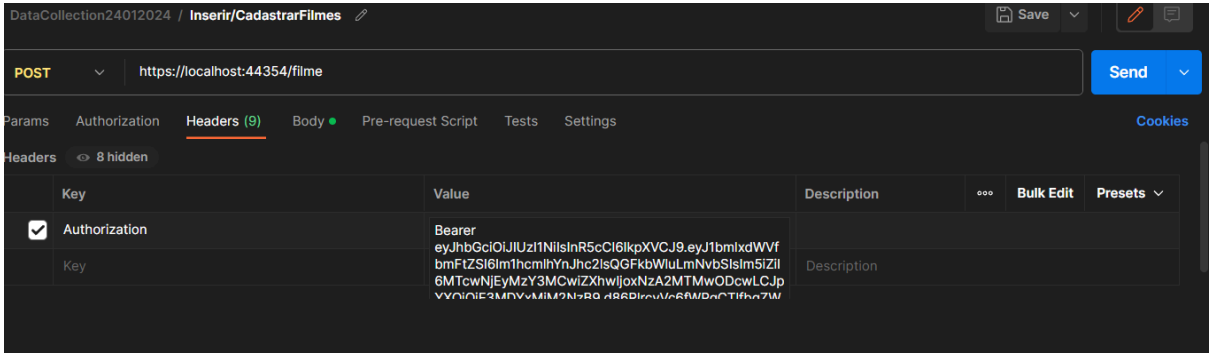 DataCollection24012024 / Inserir/CadastrarFilmes
Save
POST https://localhost:44354/filme Send
Params Authorization Headers (9) Body Pre-request Script Tests Settings Cookies
Headers 8 hidden
Key Value Description Bulk Edit Presets
Authorization Bearer
eyJhbGciOiJIUzI1NiIsInR5cCI6IkpXVCJ9.eyJ1bmlxdWVf
bmFtZSI6Im1hcmlhYnJhc2lsQGFkbWluLmNvbSIsIm5iZiI
6MTcwNjEyMzY3MCwiZXhwIjoxNzA2MTMwODcwLCJp
Key Description